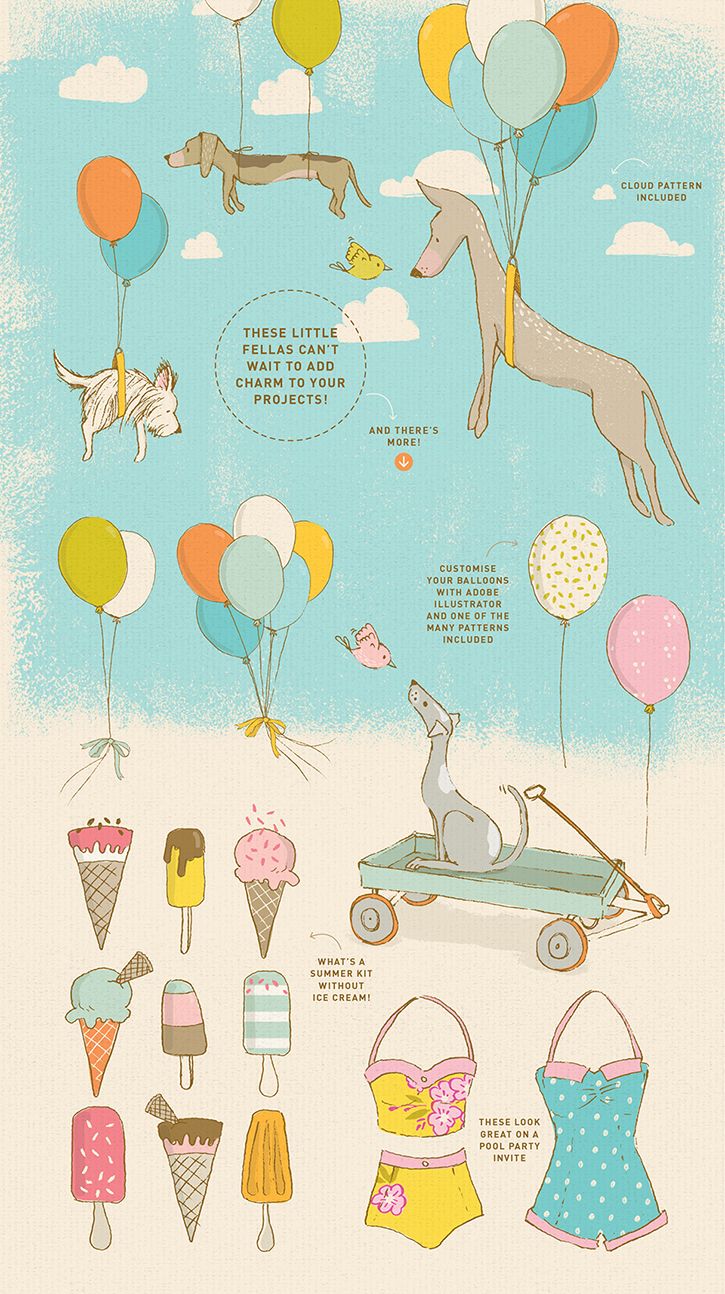 CLOUD PATTERN
INCLUDED
THESE LITTLE
FELLAS CAN'T
WAIT TO ADD
CHARM TO YOUR
PROJECTS!
AND THERE'S
MORE!
CUSTOMISE
YOUR BALLOONS
WITH ADOBE
ILLUSTRATOR
AND ONE OF THE
MANY PATTERNS
INCLUDED
WHAT'S A
SUMMER KIT
WITHOUT
ICE CREAM!
THESE LOOK
GREAT ON A
POOL PARTY
INVITE